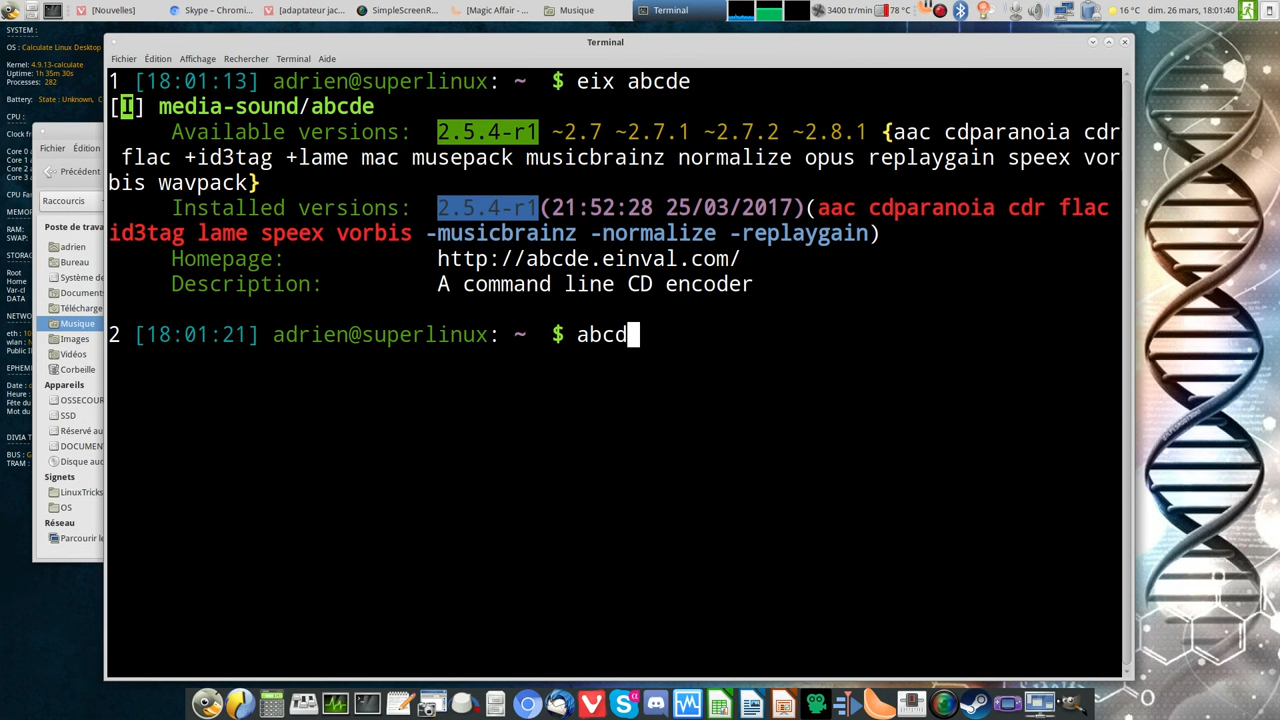 [Nouvelles]
Skype – Chromi...
[adaptateur jac...
SimpleScreenR...
[Magic Affair - ...
Musique
Terminal
3400 tr/min
78 °C
16 °C
dim. 26 mars, 18:01:40
SYSTEM :
OS : Calculate Linux Desktop
Kernel: 4.9.13-calculate
Uptime: 1h 35m 30s
Processes: 282
Battery: State : Unknown, C
CPU :
Clock fr
Core 0
Core 1
Core 2
Core 3
CPU Fan
MEMOR
RAM:
SWAP:
STORAG
Root
Home
Var-cl
DATA
NETWO
eth : 10
wlan : N
Public I
EPHEM
Date :
Heure :
Fête du
Mot du
DIVIA T
BUS : G
TRAM :
Fichier Édition
Précédent
Raccourcis
Poste de trava
adrien
Bureau
Système de
Document
Télécharge
Musique
Images
Vidéos
Corbeille
Appareils
OSSECOUR
SSD
Réservé au
DOCUMEN
Disque aud
Signets
LinuxTricks
OS
Réseau
Parcourir le
Terminal
Fichier Édition Affichage Rechercher Terminal Aide
1 [18:01:13] adrien@superlinux: ~ $ eix abcde
[I] media-sound/abcde
Available versions: 2.5.4-r1 ~2.7 ~2.7.1 ~2.7.2 ~2.8.1 {aac cdparanoia cdr
flac +id3tag +lame mac musepack musicbrainz normalize opus replaygain speex vor
bis wavpack}
Installed versions: 2.5.4-r1(21:52:28 25/03/2017)(aac cdparanoia cdr flac
id3tag lame speex vorbis -musicbrainz -normalize -replaygain)
Homepage: http://abcde.einval.com/
Description: A command line CD encoder
2 [18:01:21] adrien@superlinux: ~ $ abcd